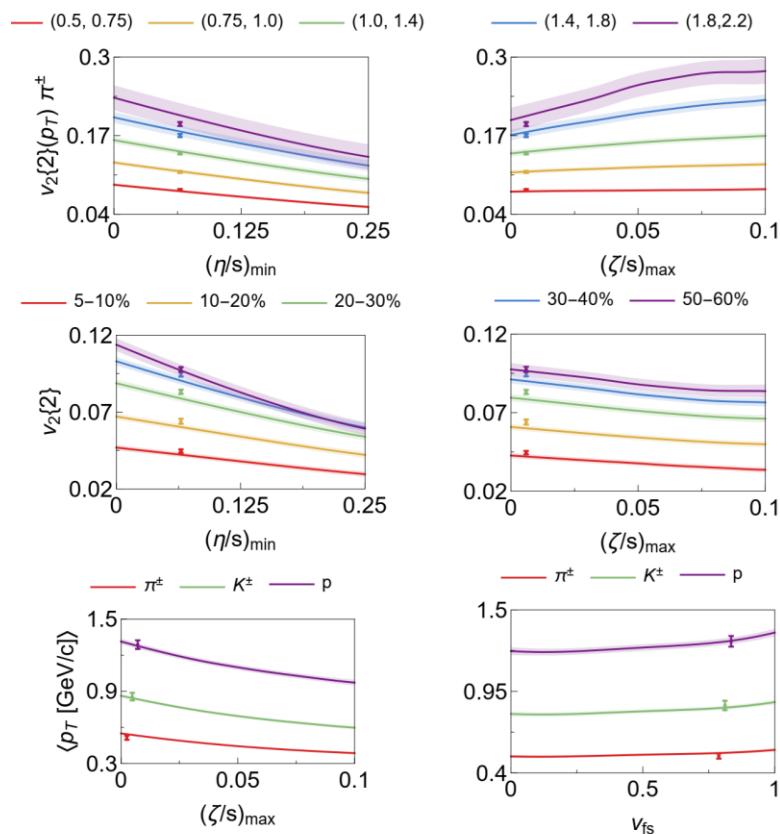 (0.5, 0.75) (0.75, 1.0) (1.0, 1.4) (1.4, 1.8) (1.8,2.2)
v₂{2}(p_T) π±
0.3
0.17
0.04
0 0.125 0.25
(η/s)min
0.3
0.17
0.04
0 0.05 0.1
(ζ/s)max
5–10% 10–20% 20–30% 30–40% 50–60%
v₂{2}
0.12
0.07
0.02
0 0.125 0.25
(η/s)min
0.12
0.07
0.02
0 0.05 0.1
(ζ/s)max
π± K± p
⟨p_T [GeV/c]⟩
1.5
0.9
0.3
0 0.05 0.1
(ζ/s)max
π± K± p
1.5
0.95
0.4
0 0.5 1
v_fs